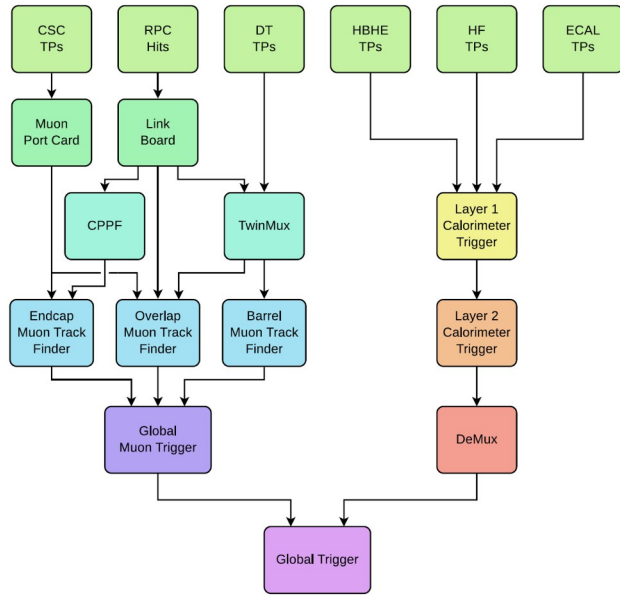 CSC
TPs
RPC
Hits
DT
TPs
HBHE
TPs
HF
TPs
ECAL
TPs
Muon
Port Card
Link
Board
CPPF
TwinMux
Layer 1
Calorimeter
Trigger
Endcap
Muon Track
Finder
Overlap
Muon Track
Finder
Barrel
Muon Track
Finder
Layer 2
Calorimeter
Trigger
Global
Muon Trigger
DeMux
Global Trigger